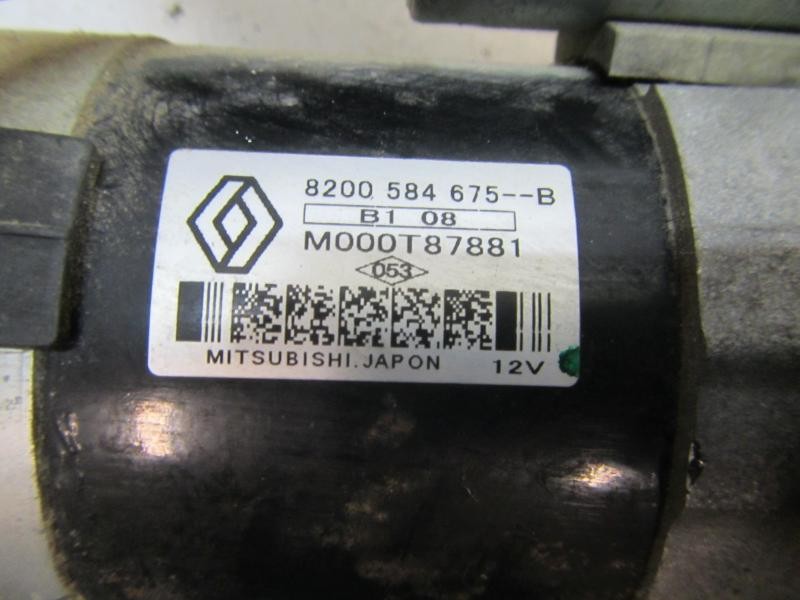 8200 584 675--B
B1 08
M000T87881
053
MITSUBISHI.JAPON 12V